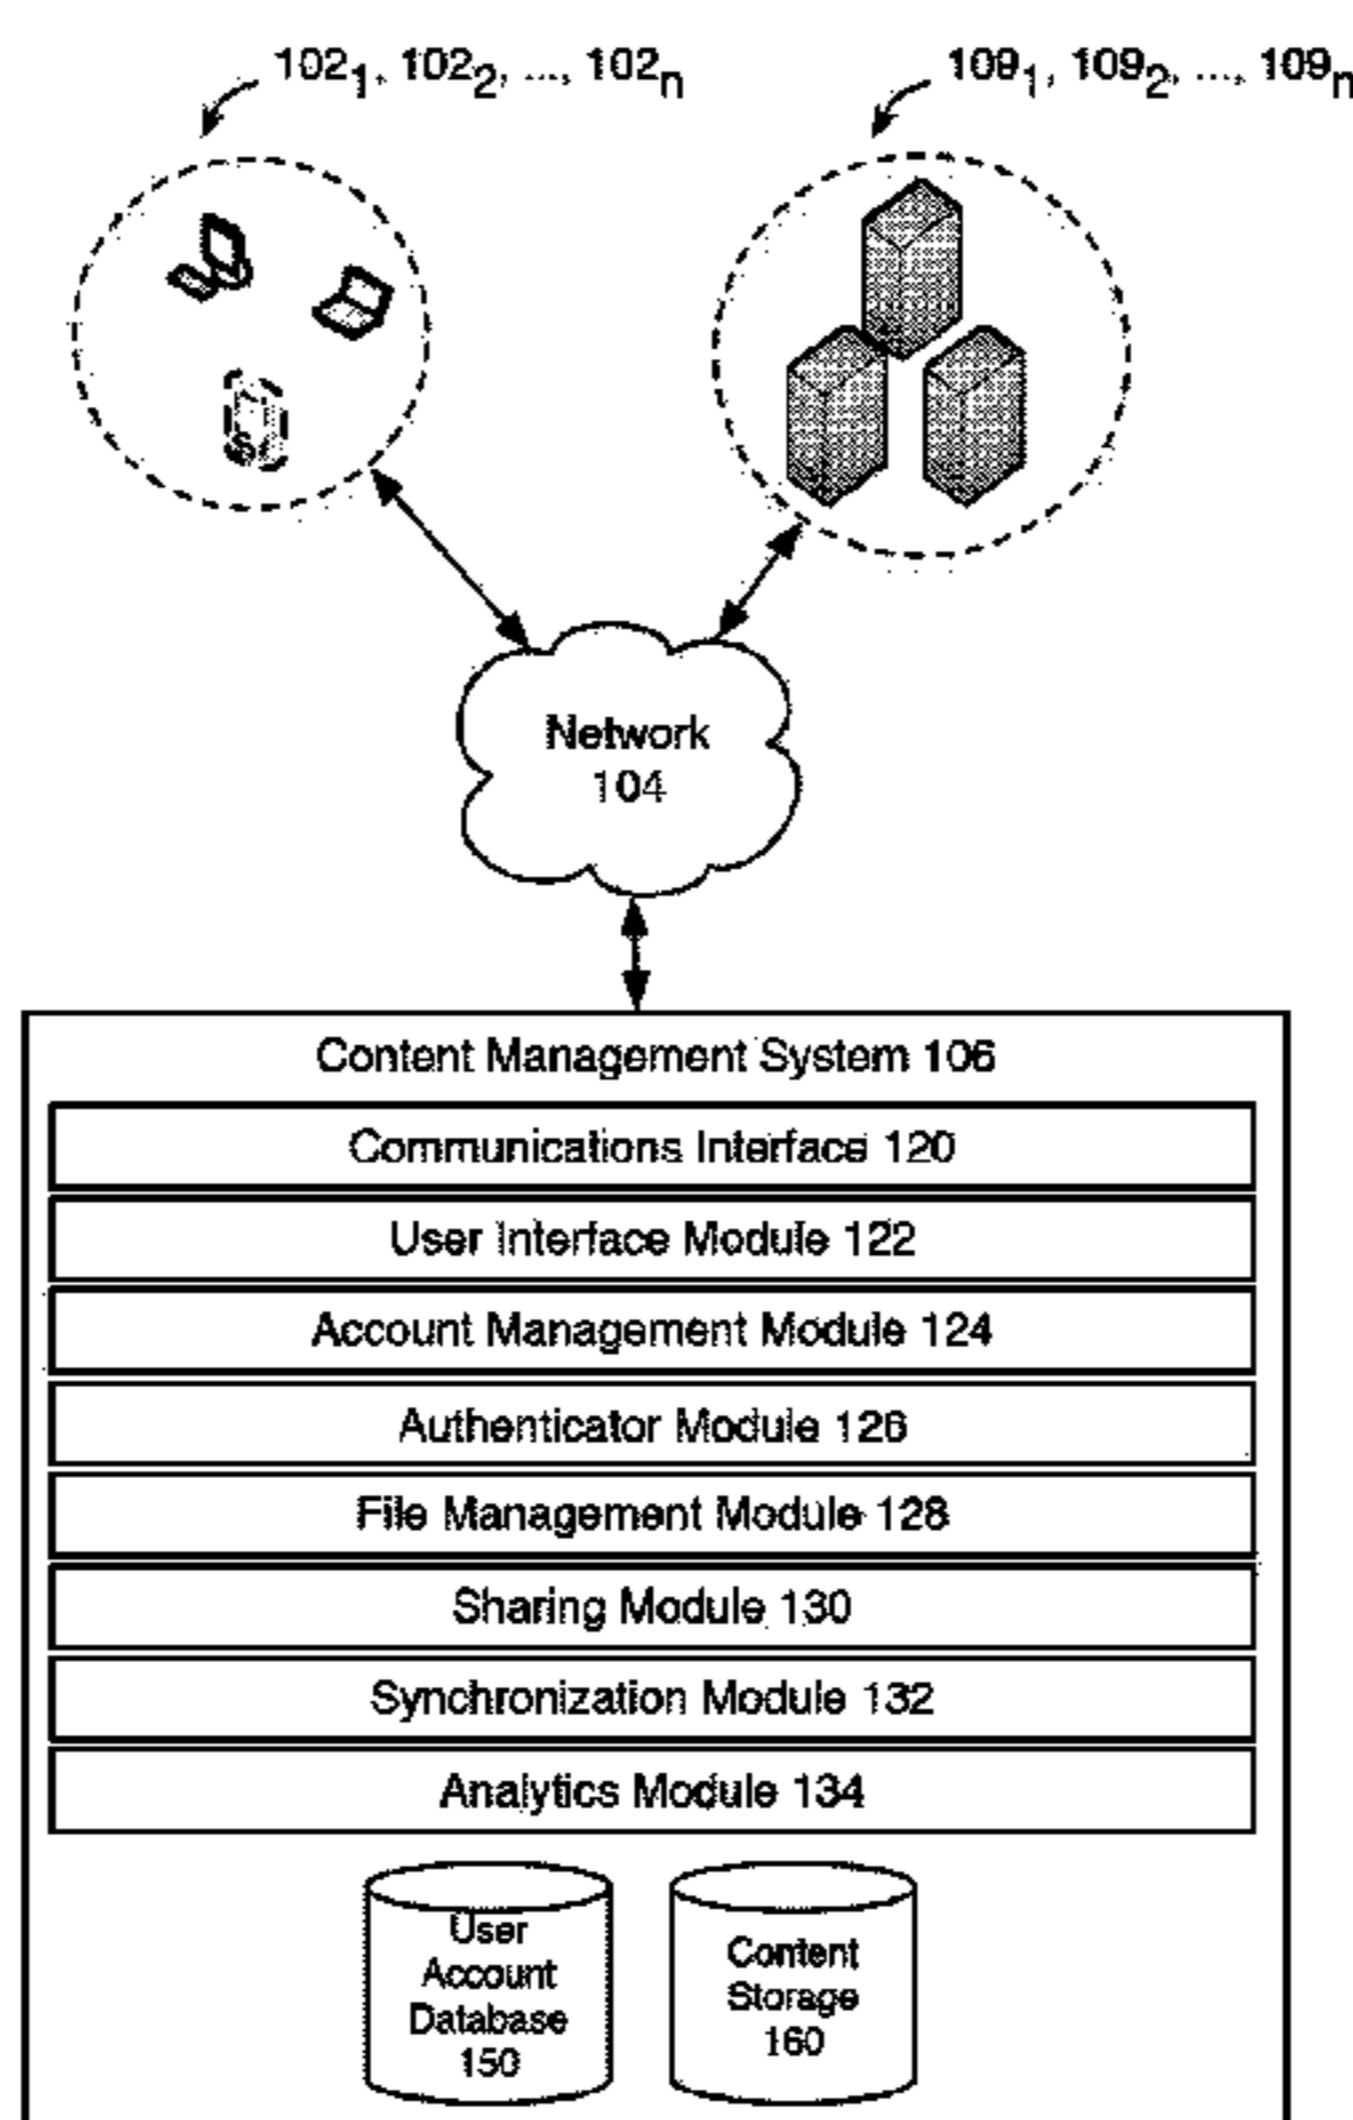 102₁, 102₂, ..., 102ₙ
109₁, 109₂, ..., 109ₙ
Network
104
Content Management System 106
Communications Interface 120
User Interface Module 122
Account Management Module 124
Authenticator Module 126
File Management Module 128
Sharing Module 130
Synchronization Module 132
Analytics Module 134
User
Account
Database
150
Content
Storage
160